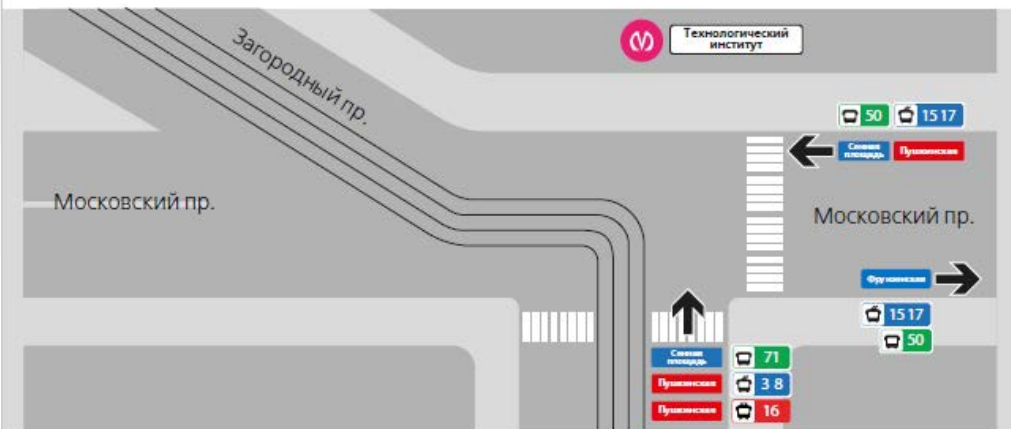 Технологический
институт
Загородный пр.
50 15 17
Сенная
площадь
Пушкинская
Московский пр.
Московский пр.
Фрунзенская
15 17
50
Сенная
площадь
71
Пушкинская
3 8
Пушкинская
16